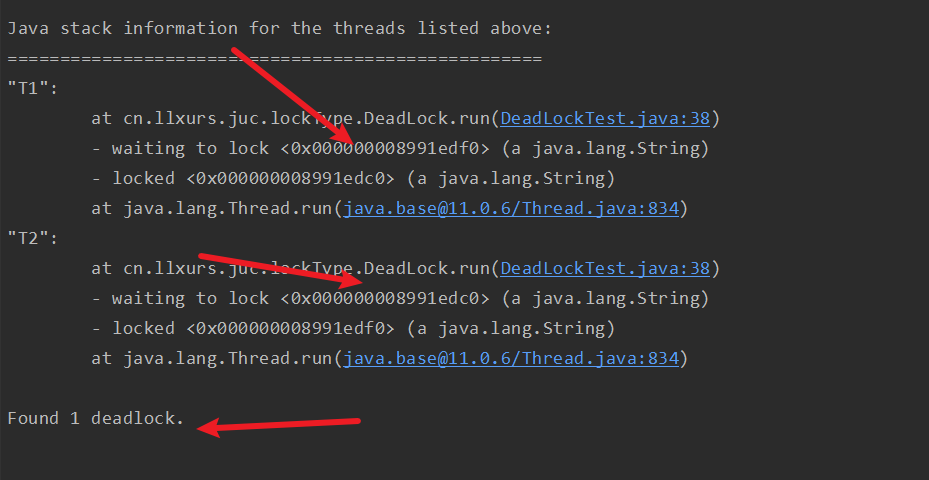 Java stack information for the threads listed above:
===================================================
"T1":
        at cn.llxurs.juc.lockType.DeadLock.run(DeadLockTest.java:38)
        - waiting to lock <0x000000008991edf0> (a java.lang.String)
        - locked <0x000000008991edc0> (a java.lang.String)
        at java.lang.Thread.run(java.base@11.0.6/Thread.java:834)
"T2":
        at cn.llxurs.juc.lockType.DeadLock.run(DeadLockTest.java:38)
        - waiting to lock <0x000000008991edc0> (a java.lang.String)
        - locked <0x000000008991edf0> (a java.lang.String)
        at java.lang.Thread.run(java.base@11.0.6/Thread.java:834)
Found 1 deadlock.